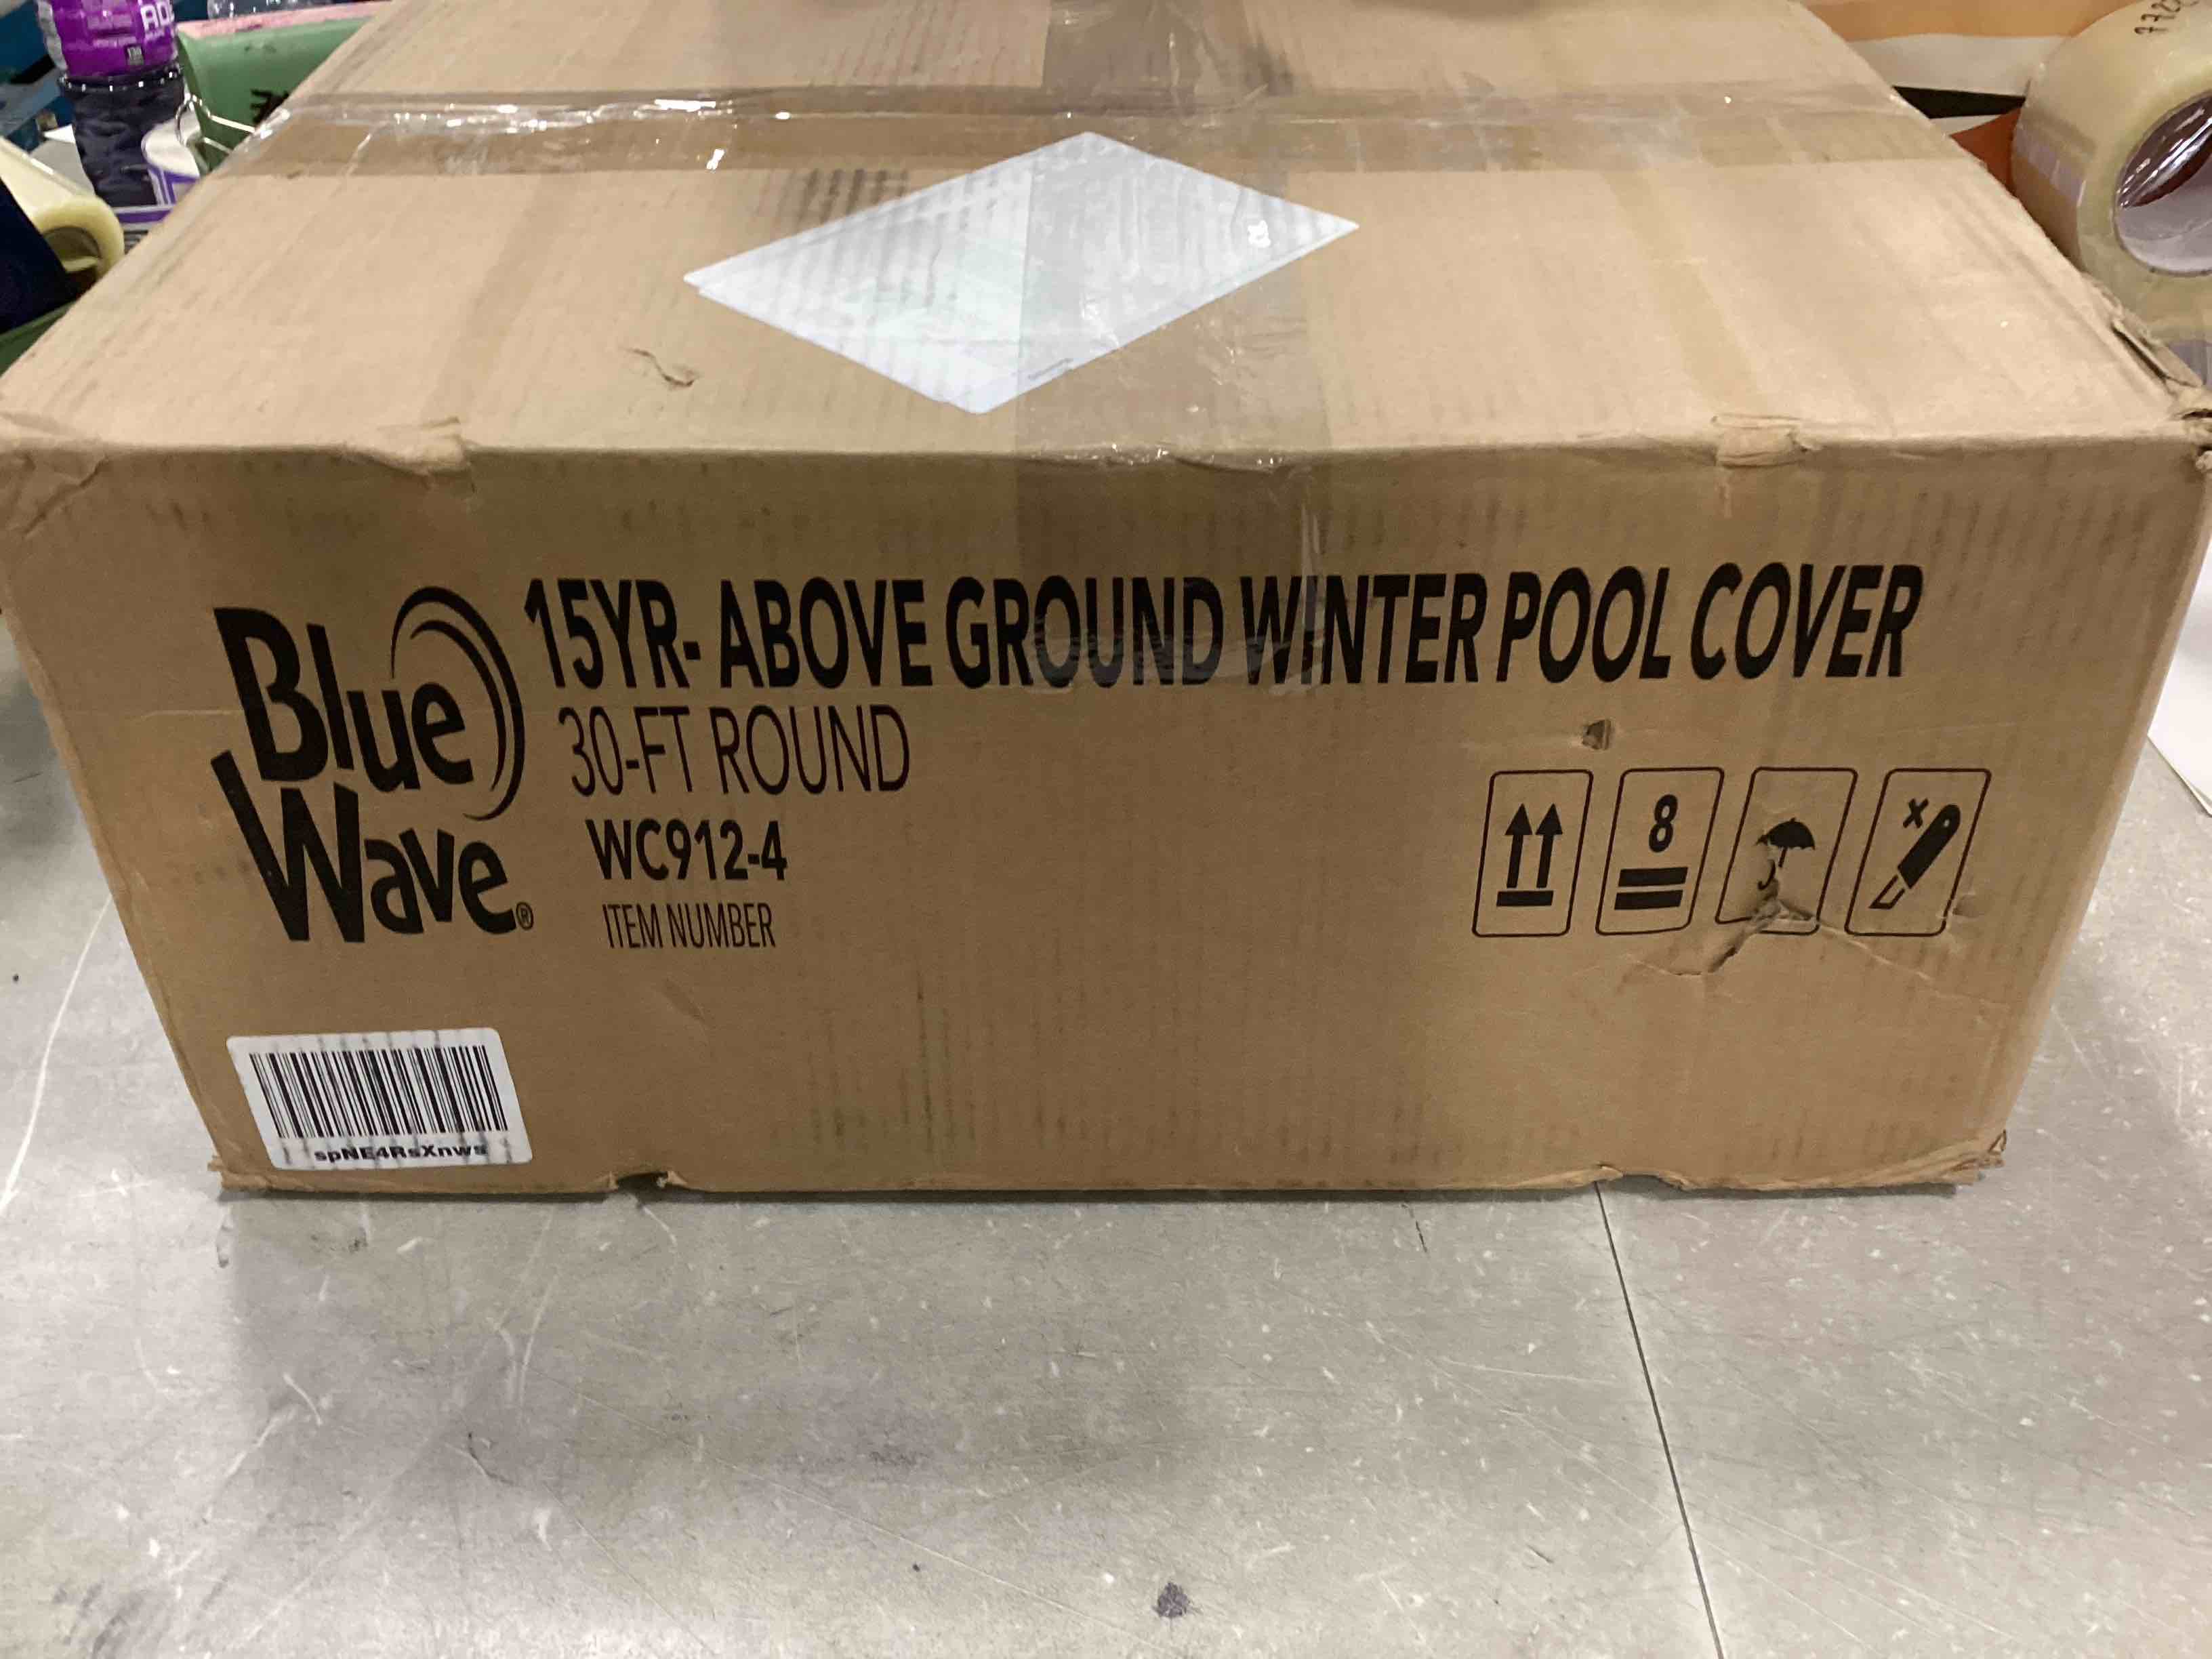 15YR- ABOVE GROUND WINTER POOL COVER
Blue
Wave®
30-FT ROUND
WC912-4
ITEM NUMBER
8
x
spNE4RsXnws